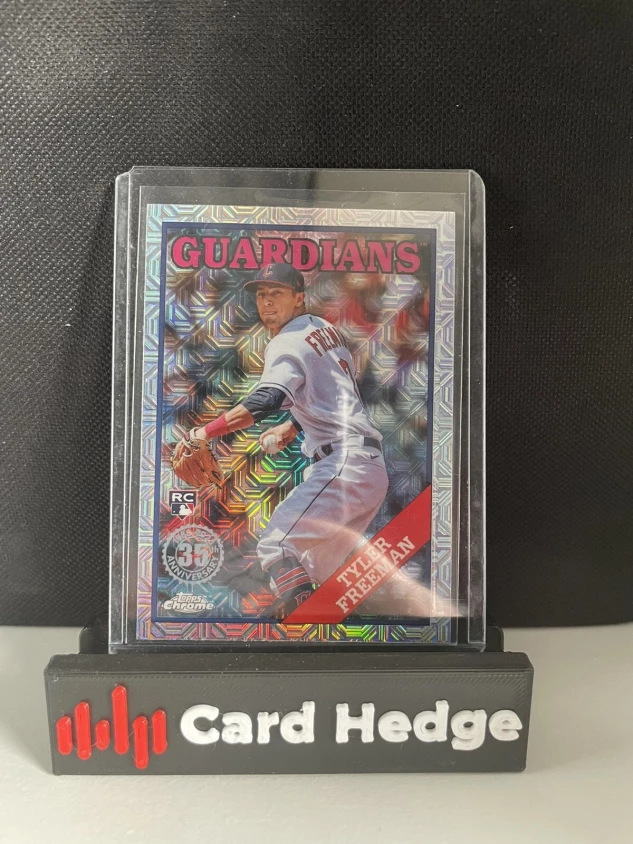 GUARDIANS
C
FREEMAN
RC
35th
ANNIVERSARY
Topps
Chrome
TYLER
FREEMAN
Card Hedge